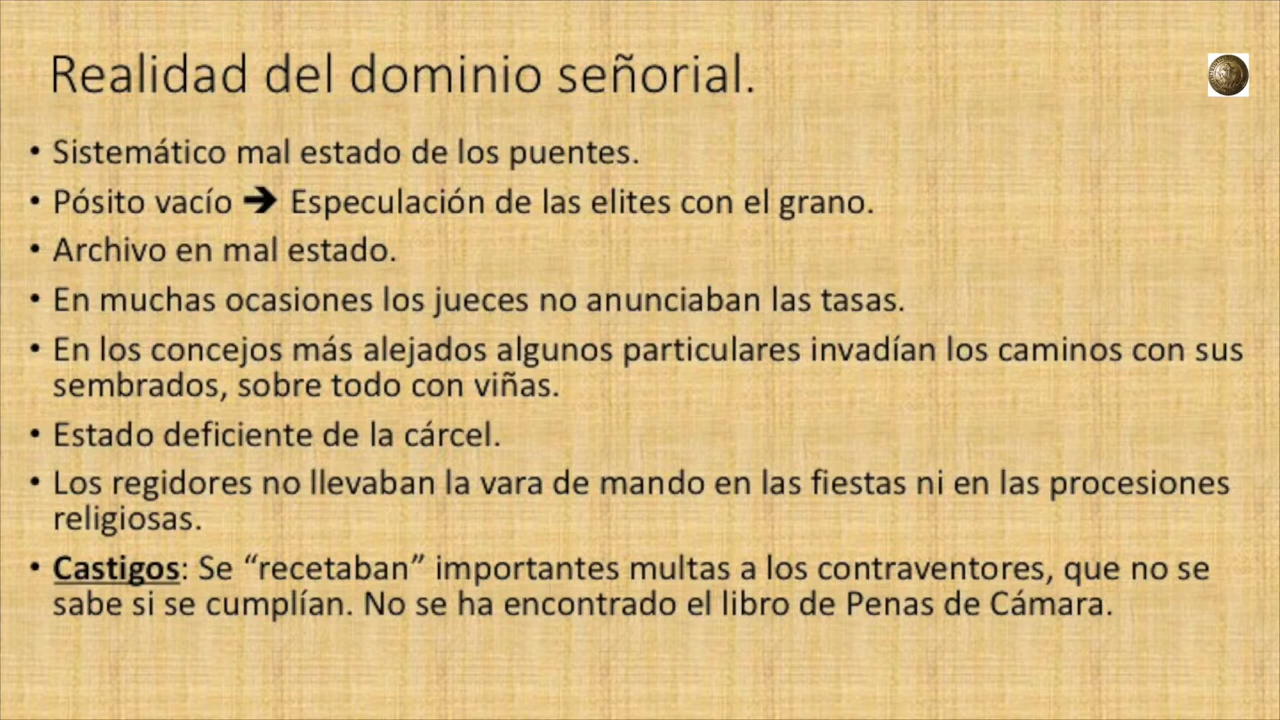 Realidad del dominio señorial.
• Sistemático mal estado de los puentes.
• Pósito vacío ➔ Especulación de las elites con el grano.
• Archivo en mal estado.
• En muchas ocasiones los jueces no anunciaban las tasas.
• En los concejos más alejados algunos particulares invadían los caminos con sus
sembrados, sobre todo con viñas.
• Estado deficiente de la cárcel.
• Los regidores no llevaban la vara de mando en las fiestas ni en las procesiones
religiosas.
• Castigos: Se “recetaban” importantes multas a los contraventores, que no se
sabe si se cumplían. No se ha encontrado el libro de Penas de Cámara.